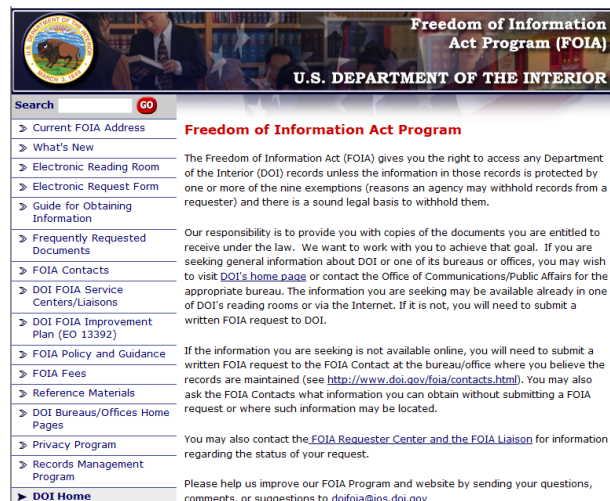 Freedom of Information
Act Program (FOIA)
U.S. DEPARTMENT OF THE INTERIOR
U.S. DEPARTMENT OF THE INTERIOR
MARCH 3, 1849
Search
GO
Current FOIA Address
What's New
Electronic Reading Room
Electronic Request Form
Guide for Obtaining
Information
Frequently Requested
Documents
FOIA Contacts
DOI FOIA Service
Centers/Liaisons
DOI FOIA Improvement
Plan (EO 13392)
FOIA Policy and Guidance
FOIA Fees
Reference Materials
DOI Bureaus/Offices Home
Pages
Privacy Program
Records Management
Program
DOI Home
Freedom of Information Act Program
The Freedom of Information Act (FOIA) gives you the right to access any Department
of the Interior (DOI) records unless the information in those records is protected by
one or more of the nine exemptions (reasons an agency may withhold records from a
requester) and there is a sound legal basis to withhold them.
Our responsibility is to provide you with copies of the documents you are entitled to
receive under the law.  We want to work with you to achieve that goal.  If you are
seeking general information about DOI or one of its bureaus or offices, you may wish
to visit DOI's home page or contact the Office of Communications/Public Affairs for the
appropriate bureau. The information you are seeking may be available already in one
of DOI's reading rooms or via the Internet. If it is not, you will need to submit a
written FOIA request to DOI.
If the information you are seeking is not available online, you will need to submit a
written FOIA request to the FOIA Contact at the bureau/office where you believe the
records are maintained (see http://www.doi.gov/foia/contacts.html). You may also
ask the FOIA Contacts what information you can obtain without submitting a FOIA
request or where such information may be located.
You may also contact the FOIA Requester Center and the FOIA Liaison for information
regarding the status of your request.
Please help us improve our FOIA Program and website by sending your questions,
comments, or suggestions to doifoia@ios.doi.gov